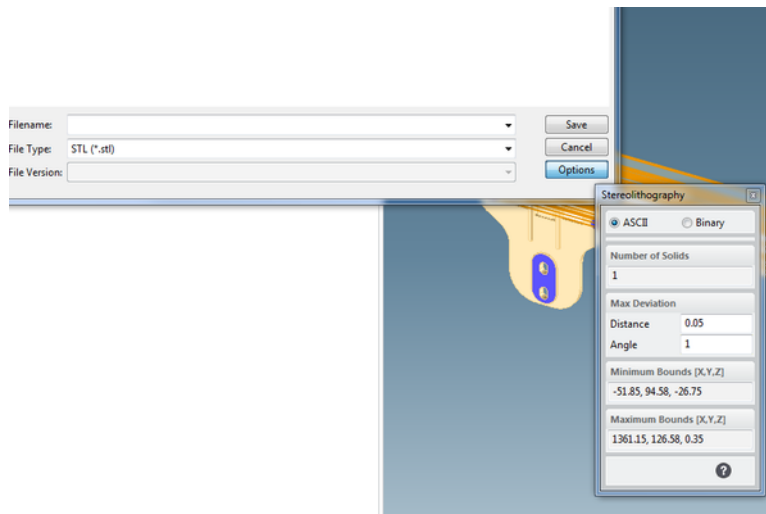 Filename:
Save
File Type: STL (*.stl)
Cancel
File Version:
Options
Stereolithography
ASCII Binary
Number of Solids
1
Max Deviation
Distance 0.05
Angle 1
Minimum Bounds [X,Y,Z]
-51.85, 94.58, -26.75
Maximum Bounds [X,Y,Z]
1361.15, 126.58, 0.35
?